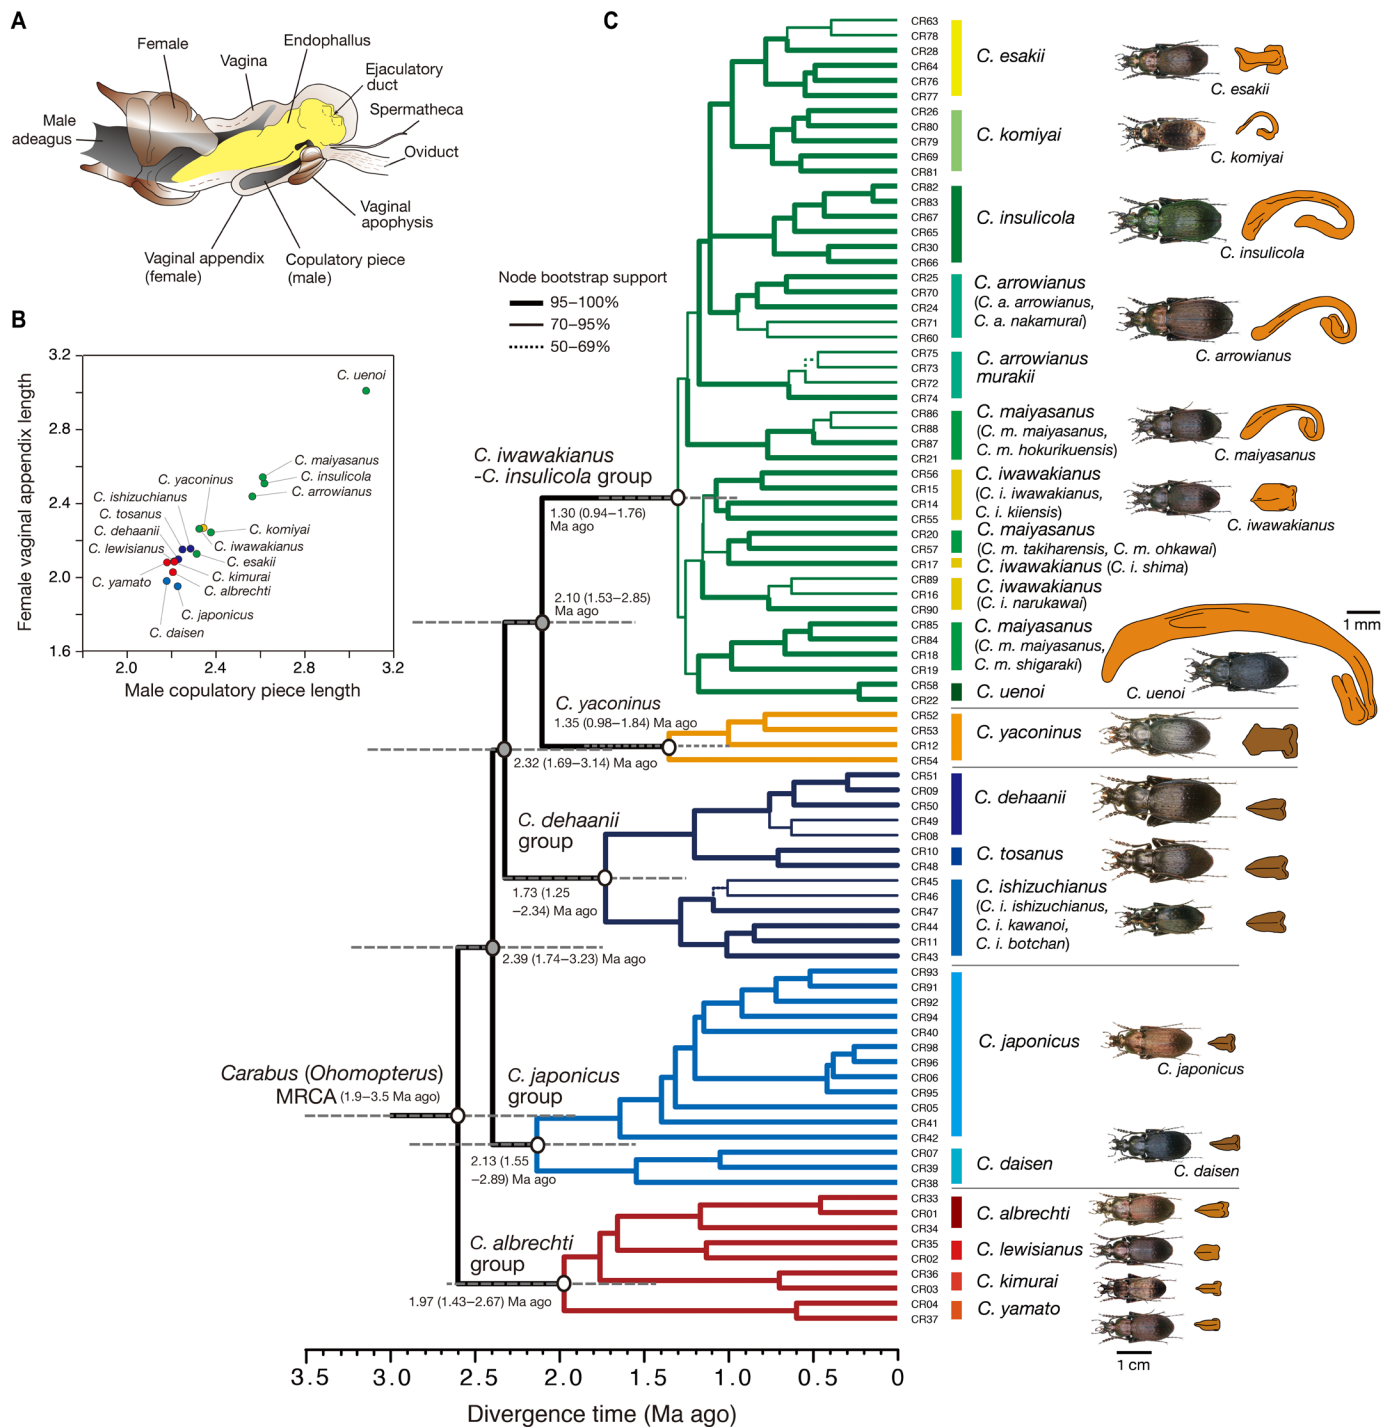 A
Female
Vagina
Endophallus
Ejaculatory
duct
Spermatheca
Male
adeagus
Oviduct
Vaginal
apophysis
Vaginal appendix
(female)
Copulatory piece
(male)
B
3.2
2.8
2.4
2.0
1.6
2.0
2.4
2.8
3.2
Female vaginal appendix length
Male copulatory piece length
C. uenoi
C. maiyasanus
C. insulicola
C. arrowianus
C. yaconinus
C. ishizuchianus
C. tosanus
C. dehaanii
C. lewisianus
C. yamato
C. komiyai
C. iwawakianus
C. esakii
C. kimurai
C. albrechti
C. japonicus
C. daisen
C
Node bootstrap support
95–100%
70–95%
50–69%
C. iwawakianus
-C. insulicola group
1.30 (0.94–1.76)
Ma ago
2.10 (1.53–2.85)
Ma ago
C. yaconinus
1.35 (0.98–1.84) Ma ago
2.32 (1.69–3.14) Ma ago
C. dehaanii
group
1.73 (1.25
–2.34) Ma ago
2.39 (1.74–3.23) Ma ago
Carabus (Ohomopterus)
MRCA (1.9–3.5 Ma ago)
C. japonicus
group
2.13 (1.55
–2.89) Ma ago
C. albrechti
group
1.97 (1.43–2.67) Ma ago
CR63
CR78
CR28
CR64
CR76
CR77
CR26
CR80
CR79
CR69
CR81
CR82
CR83
CR67
CR65
CR30
CR66
CR25
CR70
CR24
CR71
CR60
CR75
CR73
CR72
CR74
CR86
CR88
CR87
CR21
CR56
CR15
CR14
CR55
CR20
CR57
CR17
CR89
CR16
CR90
CR85
CR84
CR18
CR19
CR58
CR22
CR52
CR53
CR12
CR54
CR51
CR09
CR50
CR49
CR08
CR10
CR48
CR45
CR46
CR47
CR44
CR11
CR43
CR93
CR91
CR92
CR94
CR40
CR98
CR96
CR06
CR95
CR05
CR41
CR42
CR07
CR39
CR38
CR33
CR01
CR34
CR35
CR02
CR36
CR03
CR04
CR37
C. esakii
C. komiyai
C. insulicola
C. arrowianus
(C. a. arrowianus,
C. a. nakamurai)
C. arrowianus
murakii
C. maiyasanus
(C. m. maiyasanus,
C. m. hokurikuensis)
C. iwawakianus
(C. i. iwawakianus,
C. i. kiiensis)
C. maiyasanus
(C. m. takiharensis, C. m. ohkawai)
C. iwawakianus (C. i. shima)
C. iwawakianus
(C. i. narukawai)
C. maiyasanus
(C. m. maiyasanus,
C. m. shigaraki)
C. uenoi
C. yaconinus
C. dehaanii
C. tosanus
C. ishizuchianus
(C. i. ishizuchianus,
C. i. kawanoi,
C. i. botchan)
C. japonicus
C. daisen
C. albrechti
C. lewisianus
C. kimurai
C. yamato
C. esakii
C. komiyai
C. insulicola
C. arrowianus
C. maiyasanus
C. iwawakianus
1 mm
C. uenoi
C. japonicus
C. daisen
1 cm
3.5
3.0
2.5
2.0
1.5
1.0
0.5
0
Divergence time (Ma ago)